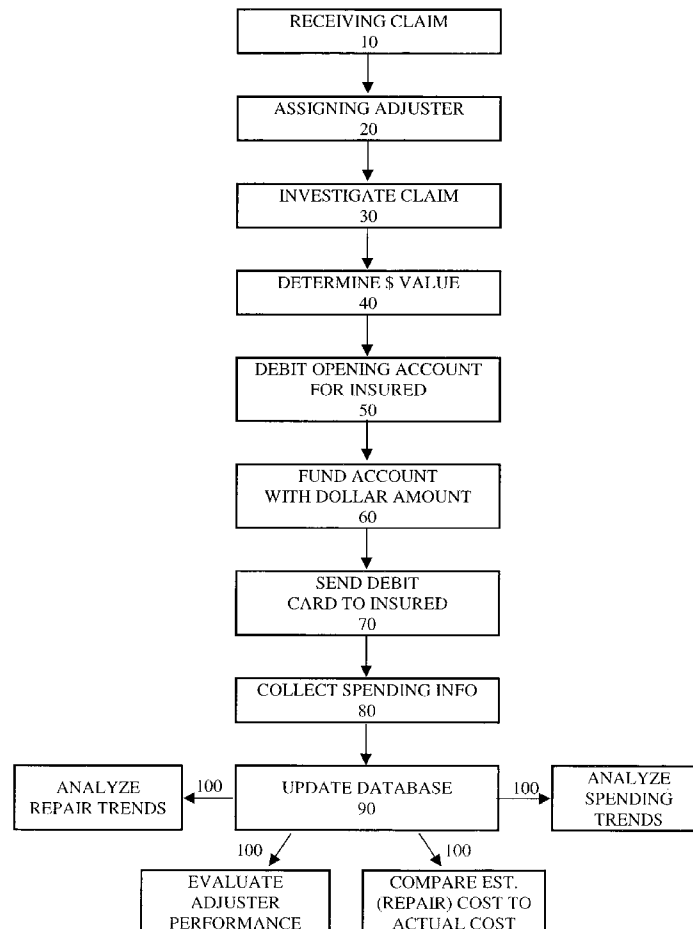 RECEIVING CLAIM
10
ASSIGNING ADJUSTER
20
INVESTIGATE CLAIM
30
DETERMINE $ VALUE
40
DEBIT OPENING ACCOUNT
FOR INSURED
50
FUND ACCOUNT
WITH DOLLAR AMOUNT
60
SEND DEBIT
CARD TO INSURED
70
COLLECT SPENDING INFO
80
ANALYZE
REPAIR TRENDS
100
UPDATE DATABASE
90
100
ANALYZE
SPENDING
TRENDS
100
100
EVALUATE
ADJUSTER
PERFORMANCE
COMPARE EST.
(REPAIR) COST TO
ACTUAL COST